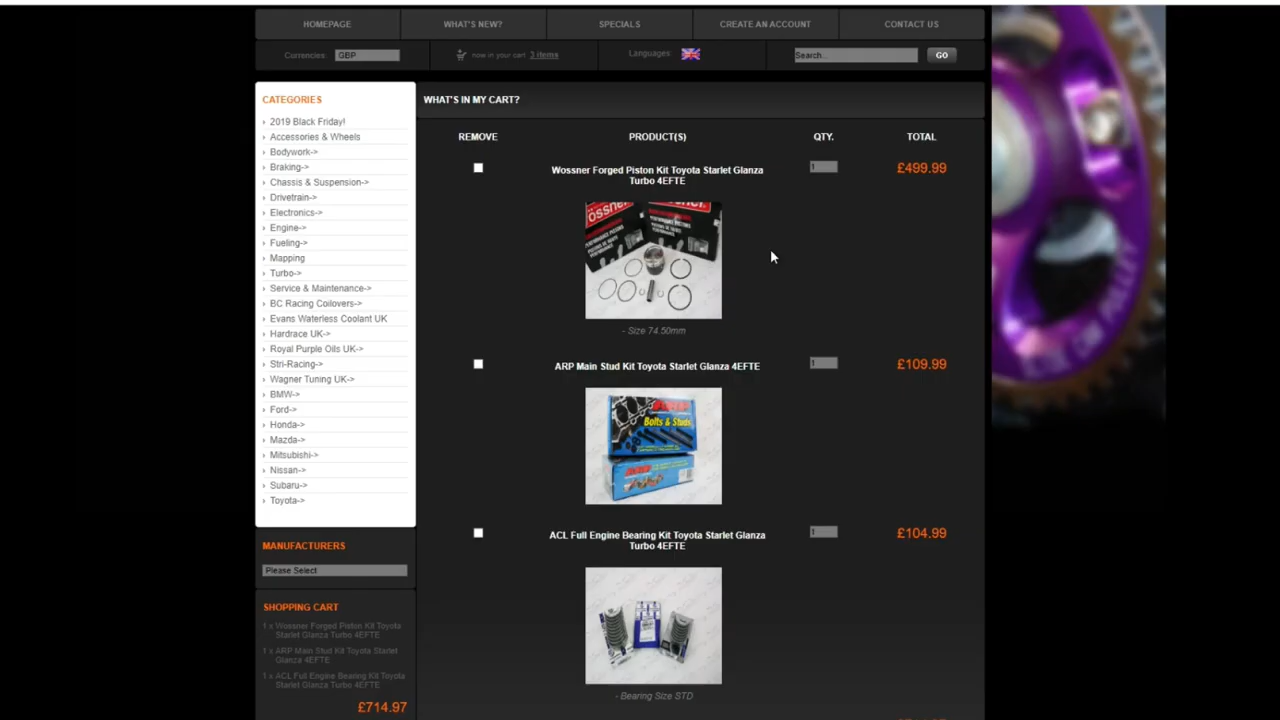 HOMEPAGE
WHAT'S NEW?
SPECIALS
CREATE AN ACCOUNT
CONTACT US
Currencies: GBP
now in your cart 3 items
Languages:
Search...
GO
CATEGORIES
2019 Black Friday!
Accessories & Wheels
Bodywork->
Braking->
Chassis & Suspension->
Drivetrain->
Electronics->
Engine->
Fueling->
Mapping
Turbo->
Service & Maintenance->
BC Racing Coilovers->
Evans Waterless Coolant UK
Hardrace UK->
Royal Purple Oils UK->
Stri-Racing->
Wagner Tuning UK->
BMW->
Ford->
Honda->
Mazda->
Mitsubishi->
Nissan->
Subaru->
Toyota->
MANUFACTURERS
Please Select
SHOPPING CART
1 x Wossner Forged Piston Kit Toyota
Starlet Glanza Turbo 4EFTE
1 x ARP Main Stud Kit Toyota Starlet
Glanza 4EFTE
1 x ACL Full Engine Bearing Kit Toyota
Starlet Glanza Turbo 4EFTE
£714.97
WHAT'S IN MY CART?
REMOVE
PRODUCT(S)
QTY.
TOTAL
Wossner Forged Piston Kit Toyota Starlet Glanza
Turbo 4EFTE
1
£499.99
- Size 74.50mm
ARP Main Stud Kit Toyota Starlet Glanza 4EFTE
1
£109.99
Bolts & Studs
ACL Full Engine Bearing Kit Toyota Starlet Glanza
Turbo 4EFTE
1
£104.99
- Bearing Size STD